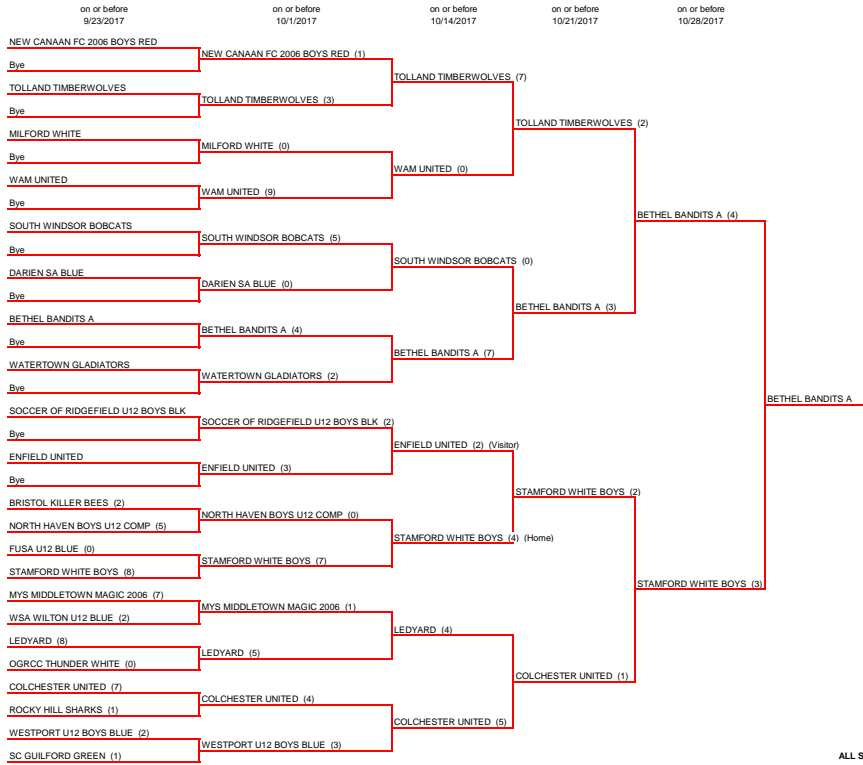 on or before
9/23/2017
on or before
10/1/2017
on or before
10/14/2017
on or before
10/21/2017
on or before
10/28/2017
NEW CANAAN FC 2006 BOYS RED
Bye
TOLLAND TIMBERWOLVES
Bye
MILFORD WHITE
Bye
WAM UNITED
Bye
SOUTH WINDSOR BOBCATS
Bye
DARIEN SA BLUE
Bye
BETHEL BANDITS A
Bye
WATERTOWN GLADIATORS
Bye
SOCCER OF RIDGEFIELD U12 BOYS BLK
Bye
ENFIELD UNITED
Bye
BRISTOL KILLER BEES (2)
NORTH HAVEN BOYS U12 COMP (5)
FUSA U12 BLUE (0)
STAMFORD WHITE BOYS (8)
MYS MIDDLETOWN MAGIC 2006 (7)
WSA WILTON U12 BLUE (2)
LEDYARD (8)
OGRCC THUNDER WHITE (0)
COLCHESTER UNITED (7)
ROCKY HILL SHARKS (1)
WESTPORT U12 BOYS BLUE (2)
SC GUILFORD GREEN (1)
NEW CANAAN FC 2006 BOYS RED (1)
TOLLAND TIMBERWOLVES (3)
MILFORD WHITE (0)
WAM UNITED (9)
SOUTH WINDSOR BOBCATS (5)
DARIEN SA BLUE (0)
BETHEL BANDITS A (4)
WATERTOWN GLADIATORS (2)
SOCCER OF RIDGEFIELD U12 BOYS BLK (2)
ENFIELD UNITED (3)
NORTH HAVEN BOYS U12 COMP (0)
STAMFORD WHITE BOYS (7)
MYS MIDDLETOWN MAGIC 2006 (1)
LEDYARD (5)
COLCHESTER UNITED (4)
WESTPORT U12 BOYS BLUE (3)
TOLLAND TIMBERWOLVES (7)
WAM UNITED (0)
SOUTH WINDSOR BOBCATS (0)
BETHEL BANDITS A (7)
ENFIELD UNITED (2) (Visitor)
STAMFORD WHITE BOYS (4) (Home)
LEDYARD (4)
COLCHESTER UNITED (5)
TOLLAND TIMBERWOLVES (2)
BETHEL BANDITS A (3)
STAMFORD WHITE BOYS (2)
COLCHESTER UNITED (1)
BETHEL BANDITS A (4)
STAMFORD WHITE BOYS (3)
BETHEL BANDITS A
ALL S